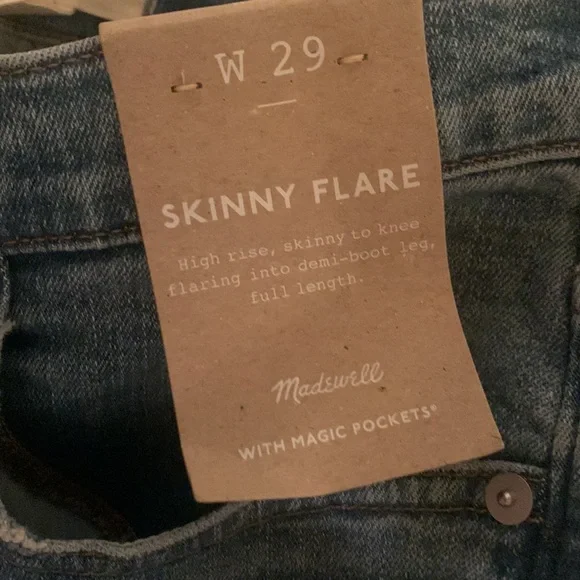 W 29
SKINNY FLARE
High rise, skinny to knee
flaring into demi-boot leg,
full length.
Madewell
WITH MAGIC POCKETS®